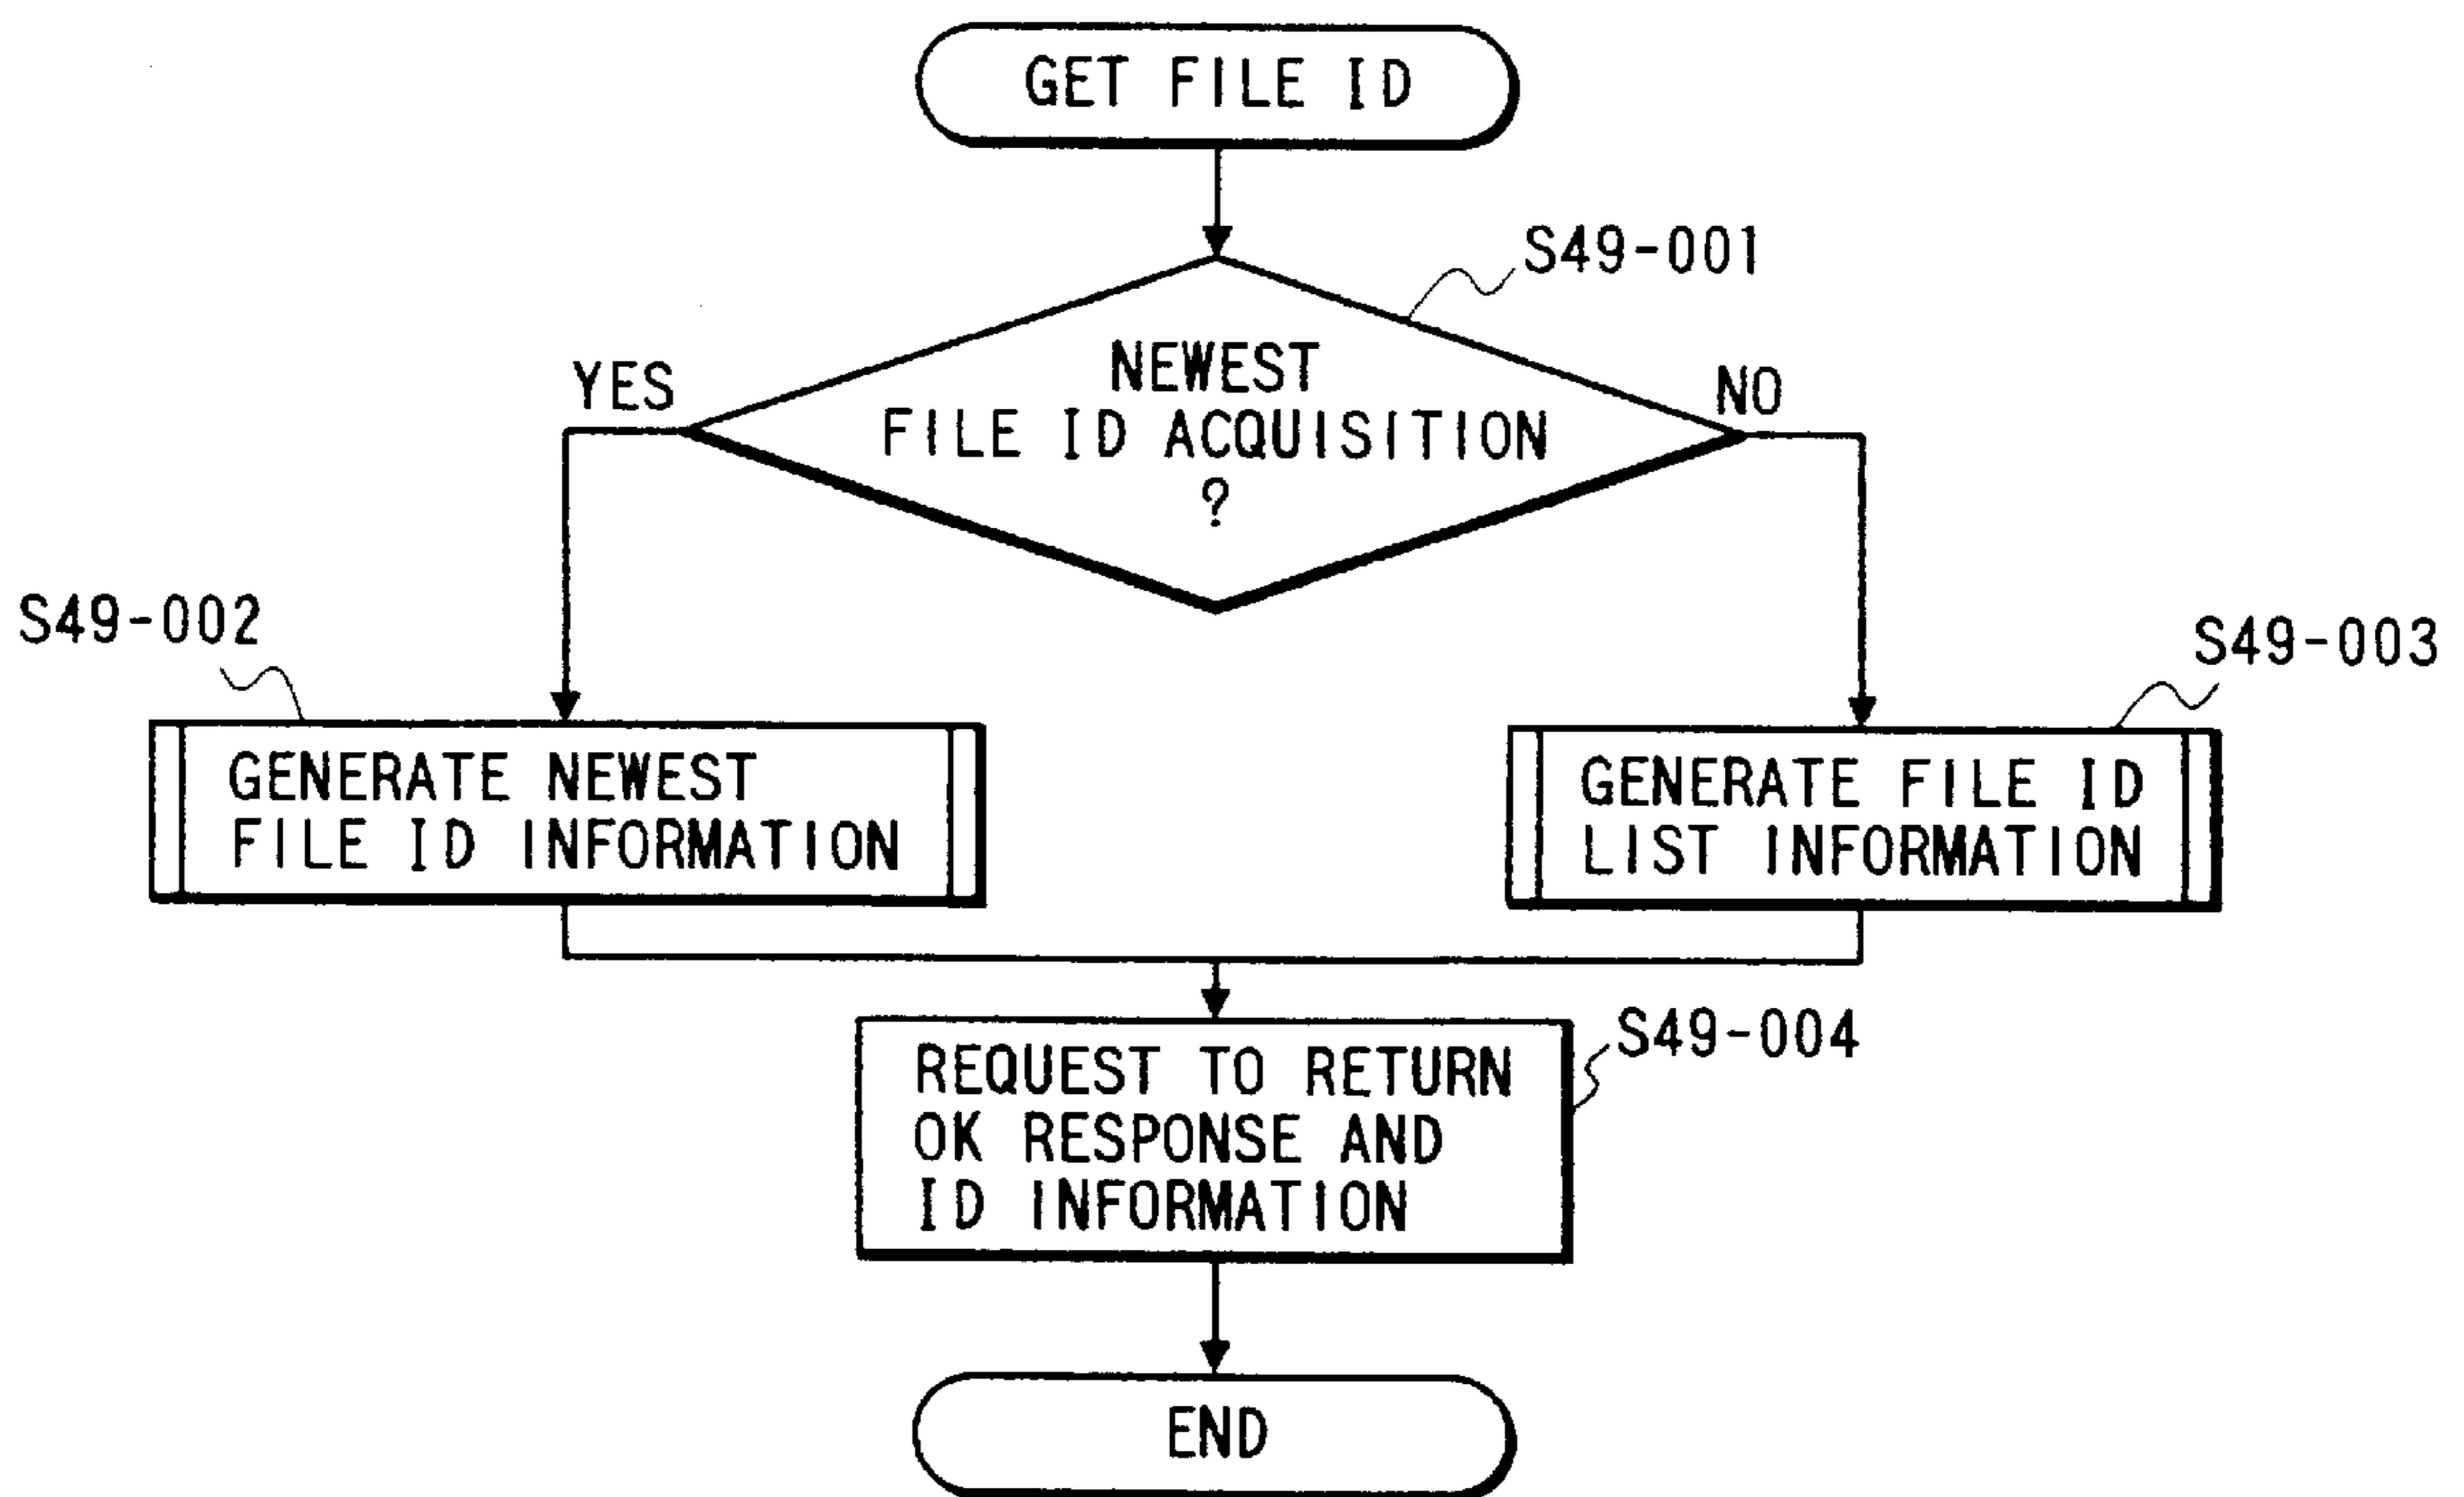 GET FILE ID
S49-001
NEWEST
FILE ID ACQUISITION
?
YES
NO
S49-002
S49-003
GENERATE NEWEST
FILE ID INFORMATION
GENERATE FILE ID
LIST INFORMATION
S49-004
REQUEST TO RETURN
OK RESPONSE AND
ID INFORMATION
END